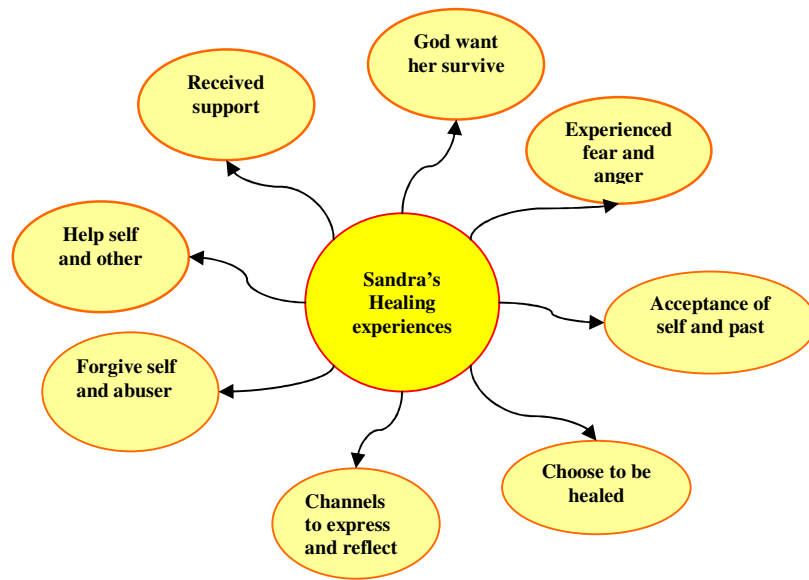 God want
her survive
Received
support
Experienced
fear and
anger
Help self
and other
Sandra's
Healing
experiences
Acceptance of
self and past
Forgive self
and abuser
Choose to be
healed
Channels
to express
and reflect